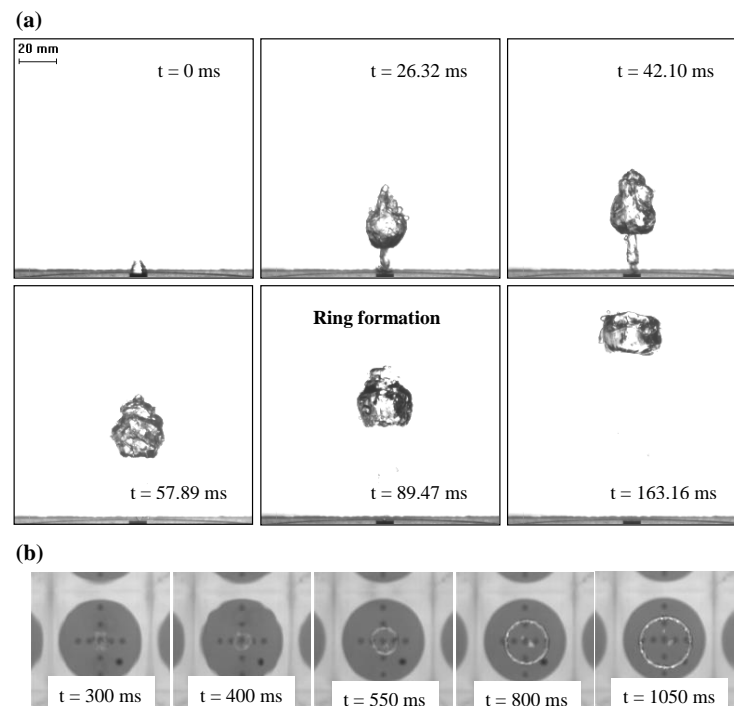 (a)
20 mm
t = 0 ms
t = 26.32 ms
t = 42.10 ms
Ring formation
t = 57.89 ms
t = 89.47 ms
t = 163.16 ms
(b)
t = 300 ms
t = 400 ms
t = 550 ms
t = 800 ms
t = 1050 ms